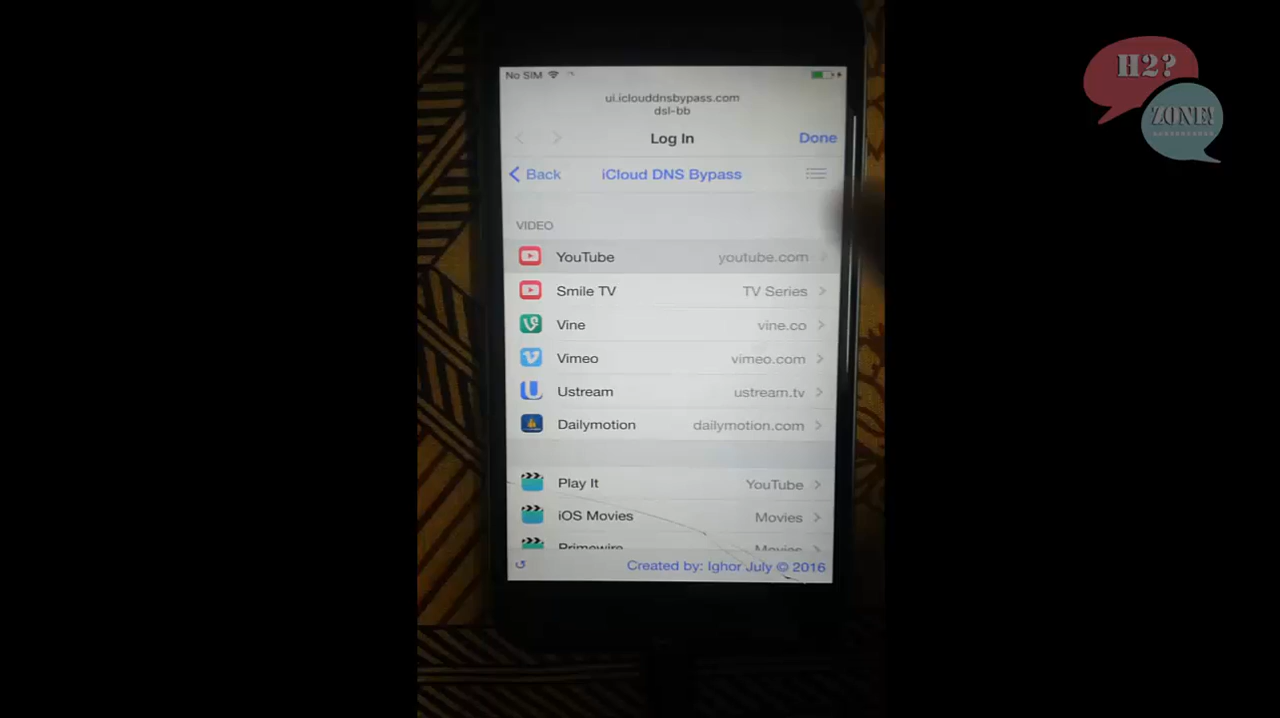 H2?
ZONE!
No SIM
ui.iclouddnsbypass.com
dsl-bb
Log In
Done
Back
iCloud DNS Bypass
VIDEO
YouTube youtube.com
Smile TV TV Series
Vine vine.co
Vimeo vimeo.com
Ustream ustream.tv
Dailymotion dailymotion.com
Play It YouTube
iOS Movies Movies
Primewire Movies
Created by: Ighor July © 2016